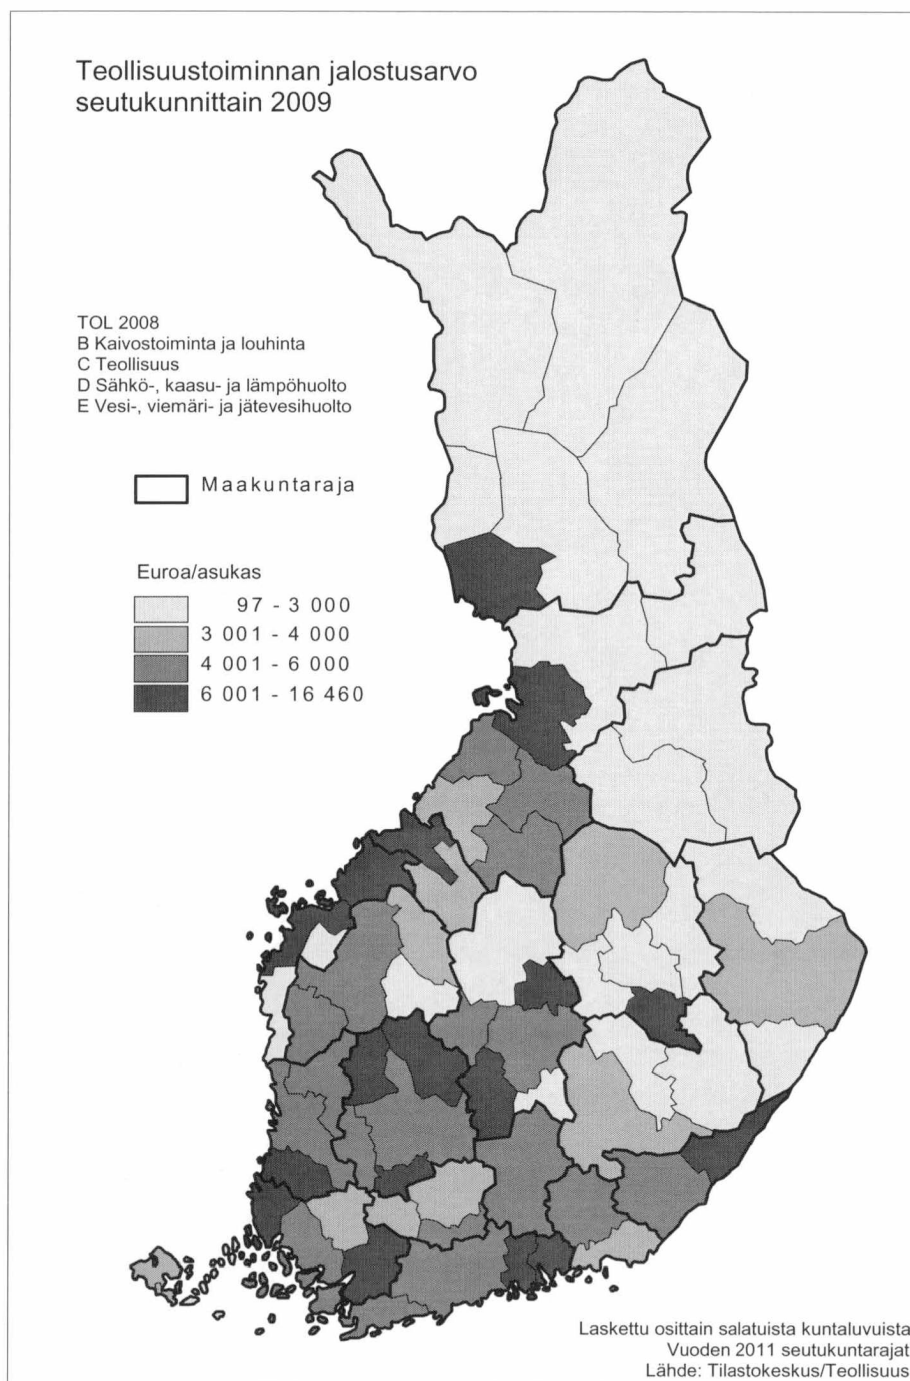 Teollisuustoiminnan jalostusarvo
seutukunnittain 2009
TOL 2008
B Kaivostoiminta ja louhinta
C Teollisuus
D Sähkö-, kaasu- ja lämpöhuolto
E Vesi-, viemäri- ja jätevesihuolto
Maakuntaraja
Euroa/asukas
97 - 3 000
3 001 - 4 000
4 001 - 6 000
6 001 - 16 460
Laskettu osittain salatuista kuntaluvuista
Vuoden 2011 seutukuntarajat
Lähde: Tilastokeskus/Teollisuus